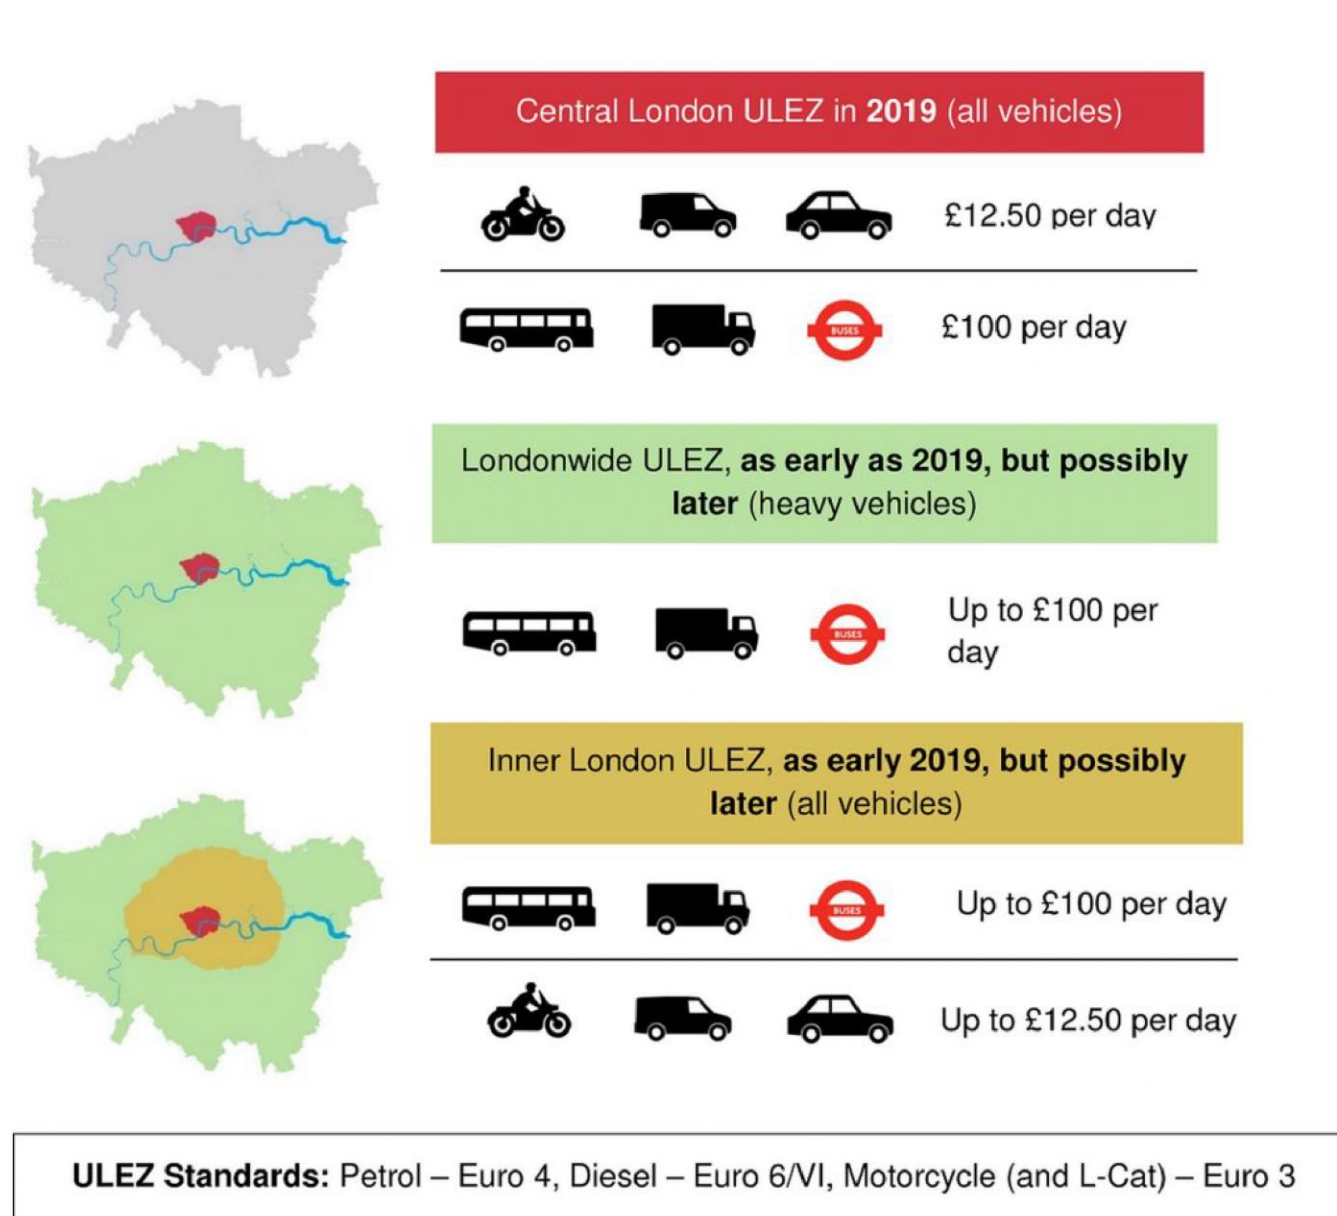 Central London ULEZ in 2019 (all vehicles)
£12.50 per day
BUSES
£100 per day
Londonwide ULEZ, as early as 2019, but possibly
later (heavy vehicles)
BUSES
Up to £100 per
day
Inner London ULEZ, as early 2019, but possibly
later (all vehicles)
BUSES
Up to £100 per day
Up to £12.50 per day
ULEZ Standards: Petrol – Euro 4, Diesel – Euro 6/VI, Motorcycle (and L-Cat) – Euro 3